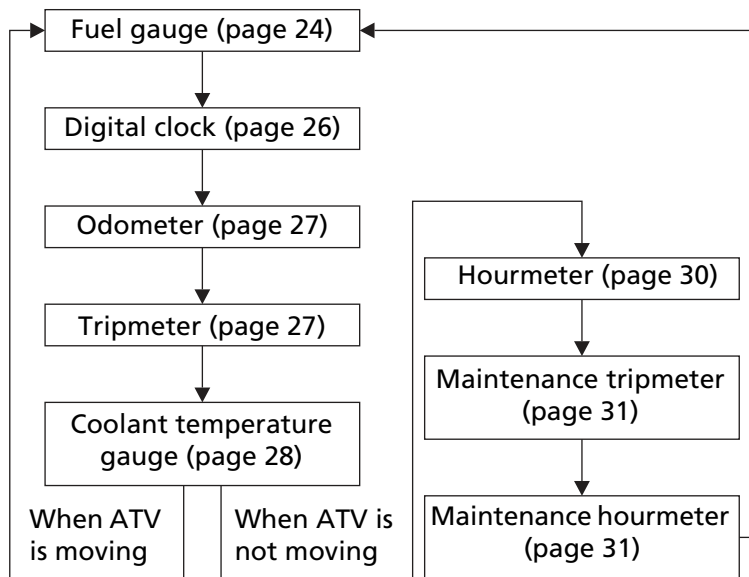 Fuel gauge (page 24)
Digital clock (page 26)
Odometer (page 27)
Tripmeter (page 27)
Coolant temperature
gauge (page 28)
When ATV
is moving
When ATV is
not moving
Hourmeter (page 30)
Maintenance tripmeter
(page 31)
Maintenance hourmeter
(page 31)